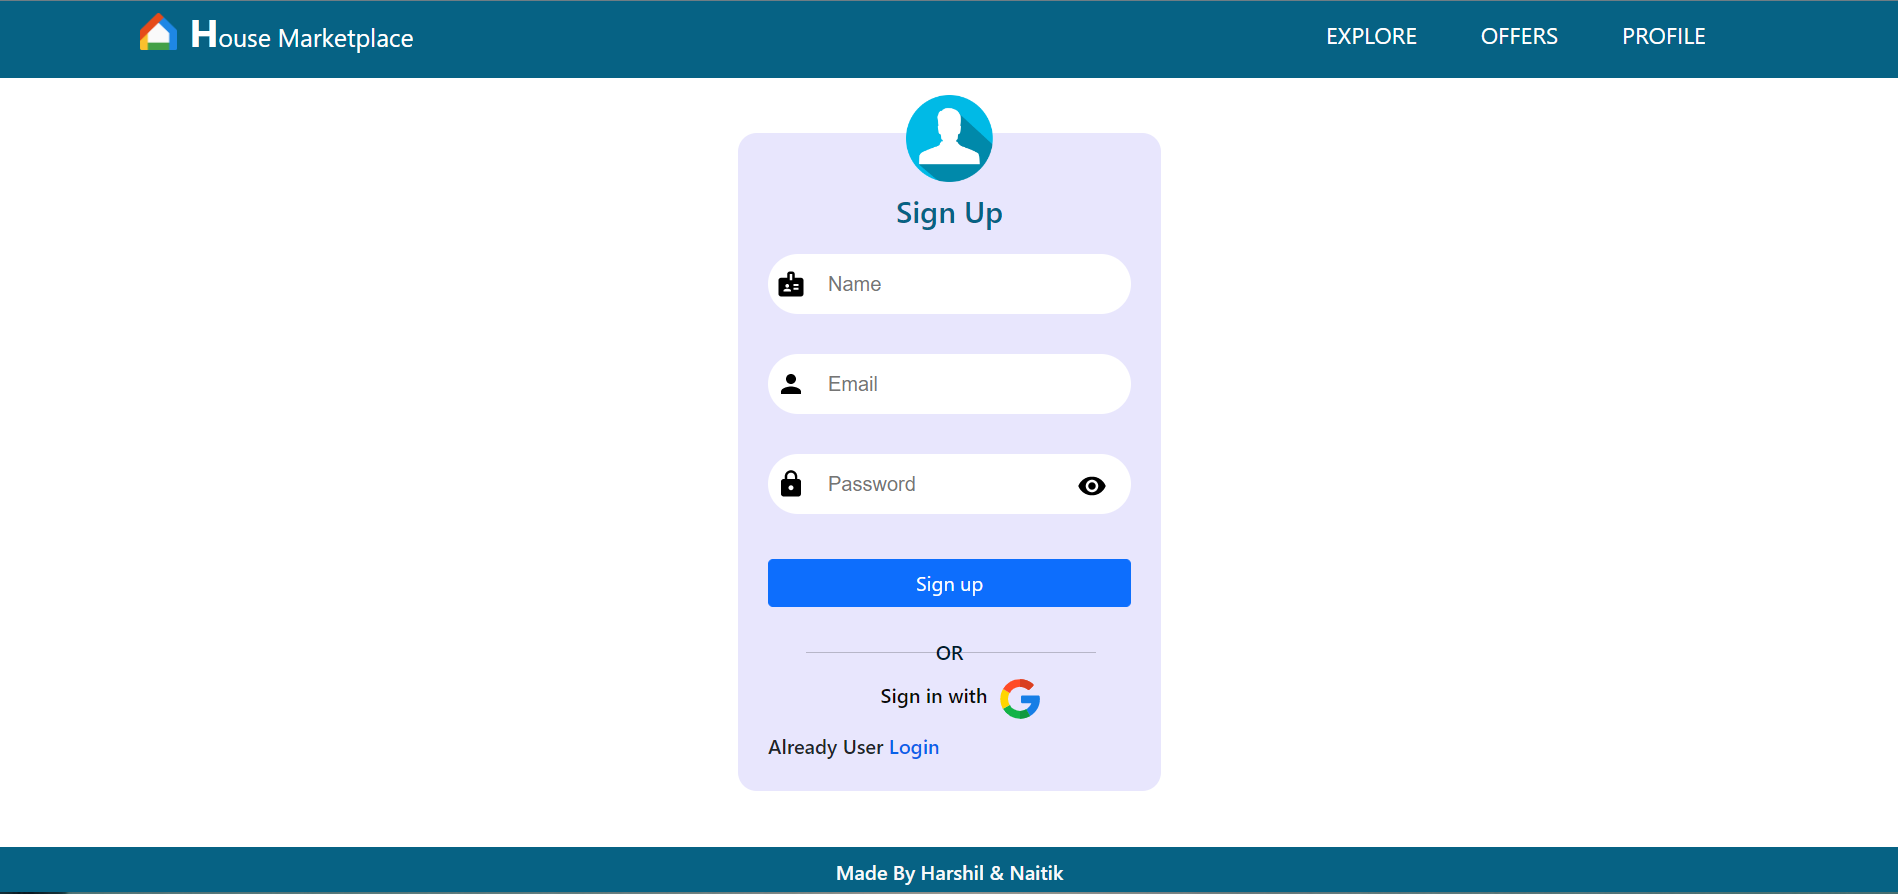 House Marketplace
EXPLORE OFFERS PROFILE
Sign Up
Name
Email
Password
Sign up
OR
Sign in with
Already User Login
Made By Harshil & Naitik